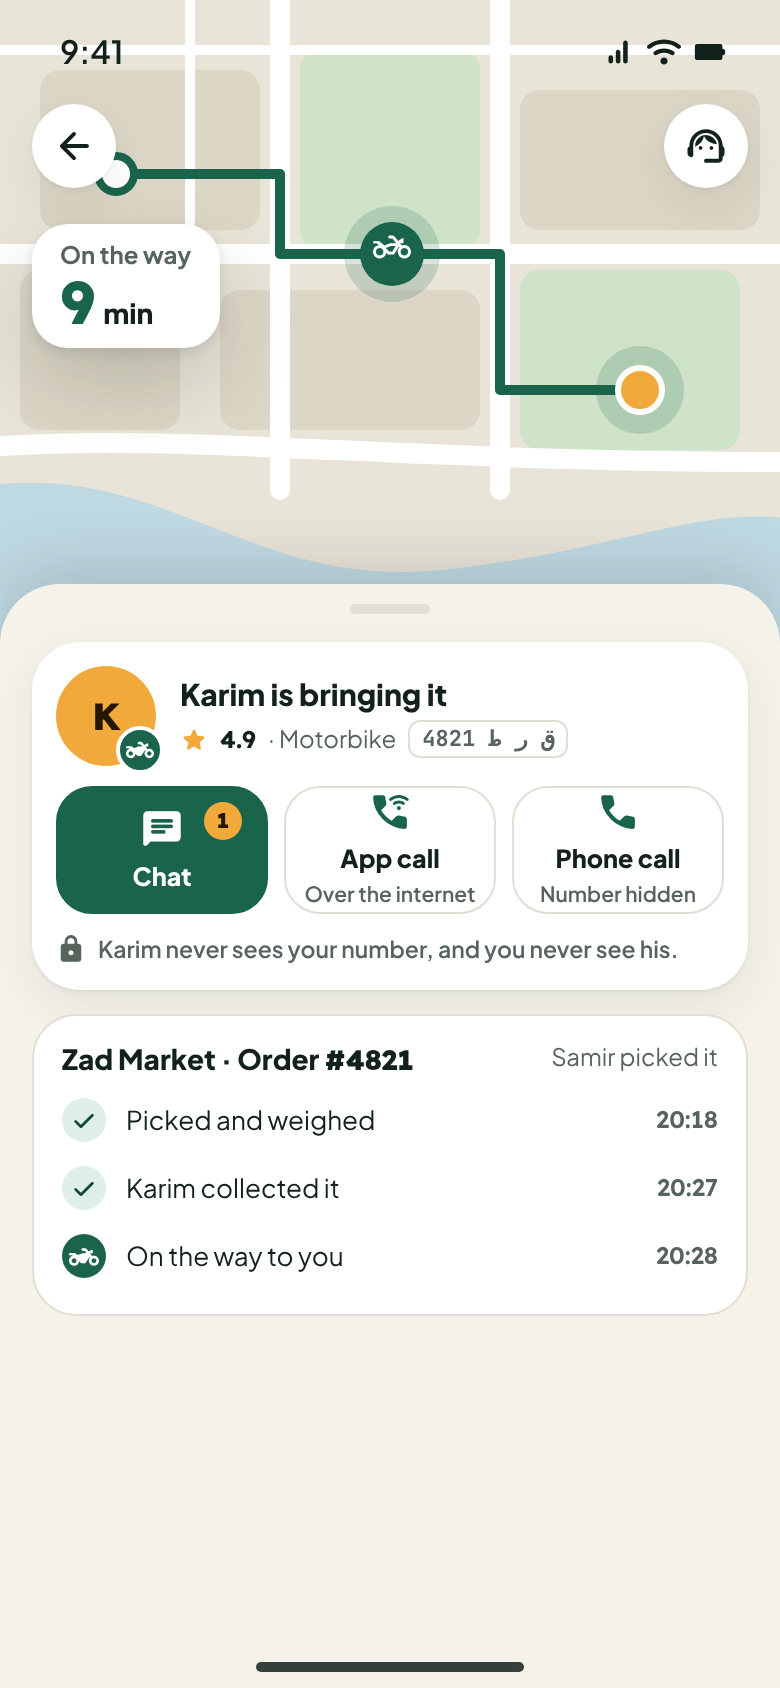 9:41
On the way
9 min
K
Karim is bringing it
4.9 · Motorbike ق ر ط 4821
1
Chat
App call
Over the internet
Phone call
Number hidden
Karim never sees your number, and you never see his.
Zad Market · Order #4821 Samir picked it
Picked and weighed 20:18
Karim collected it 20:27
On the way to you 20:28